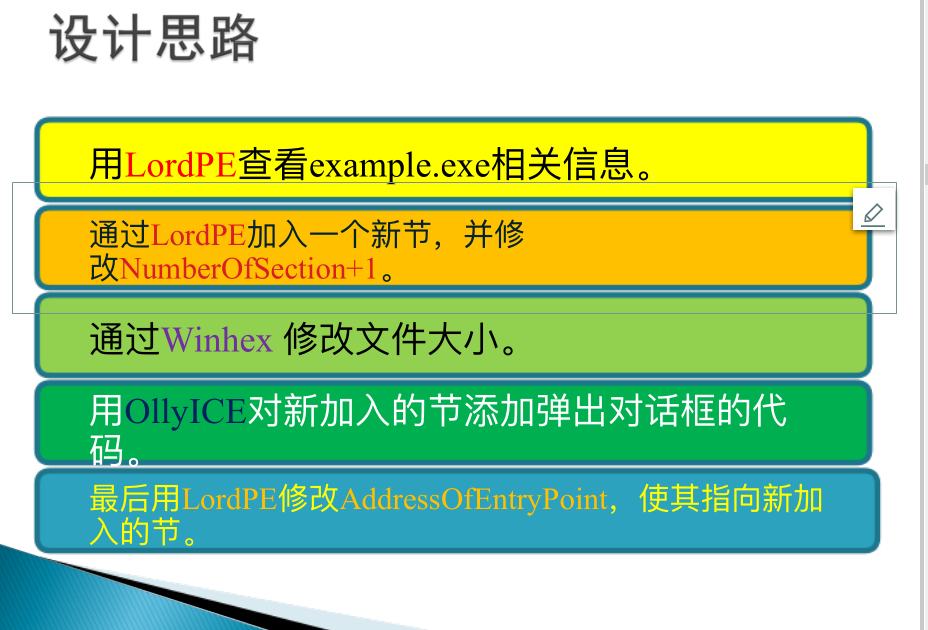 设计思路
用LordPE查看example.exe相关信息。
通过LordPE加入一个新节，并修
改NumberOfSection+1。
通过Winhex 修改文件大小。
用OllyICE对新加入的节添加弹出对话框的代
码。
最后用LordPE修改AddressOfEntryPoint，使其指向新加
入的节。